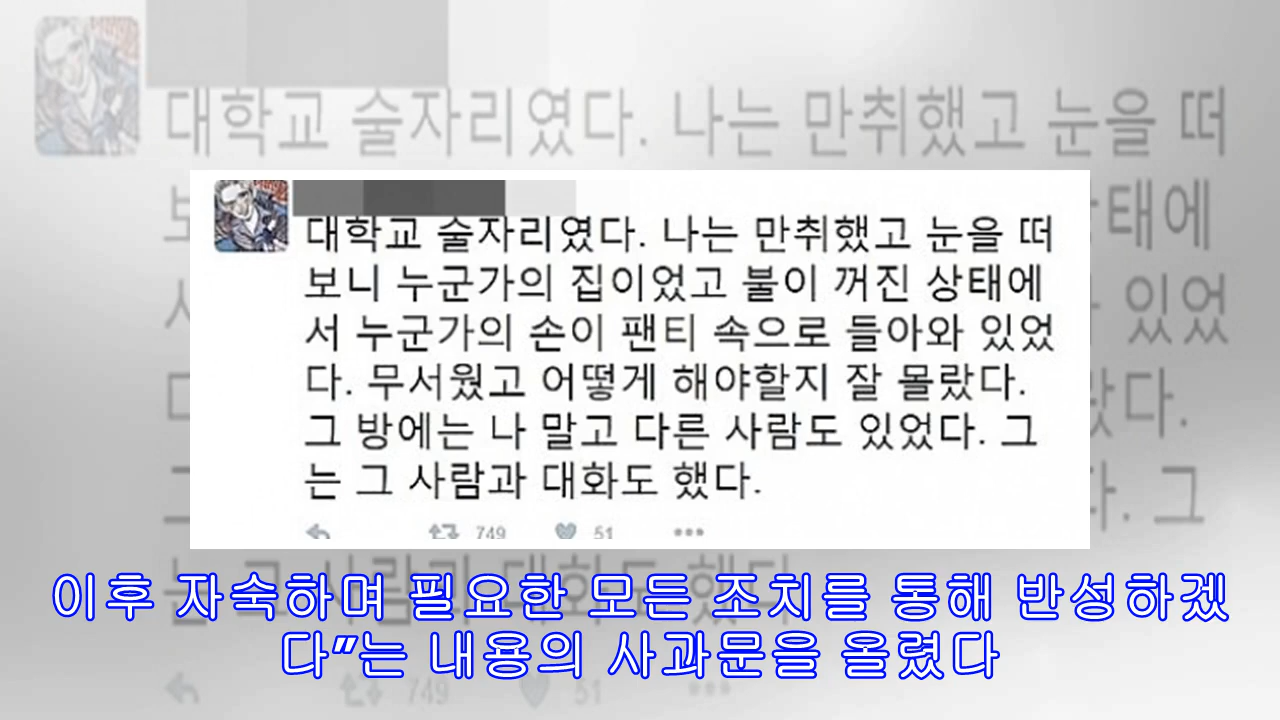 대학교 술자리였다. 나는 만취했고 눈을 떠
보니 누군가의 집이었고 불이 꺼진 상태에
서 누군가의 손이 팬티 속으로 들아와 있었
다. 무서웠고 어떻게 해야할지 잘 몰랐다.
그 방에는 나 말고 다른 사람도 있었다. 그
는 그 사람과 대화도 했다.
749 51
이후 자숙하며 필요한 모든 조치를 통해 반성하겠
다”는 내용의 사과문을 올렸다